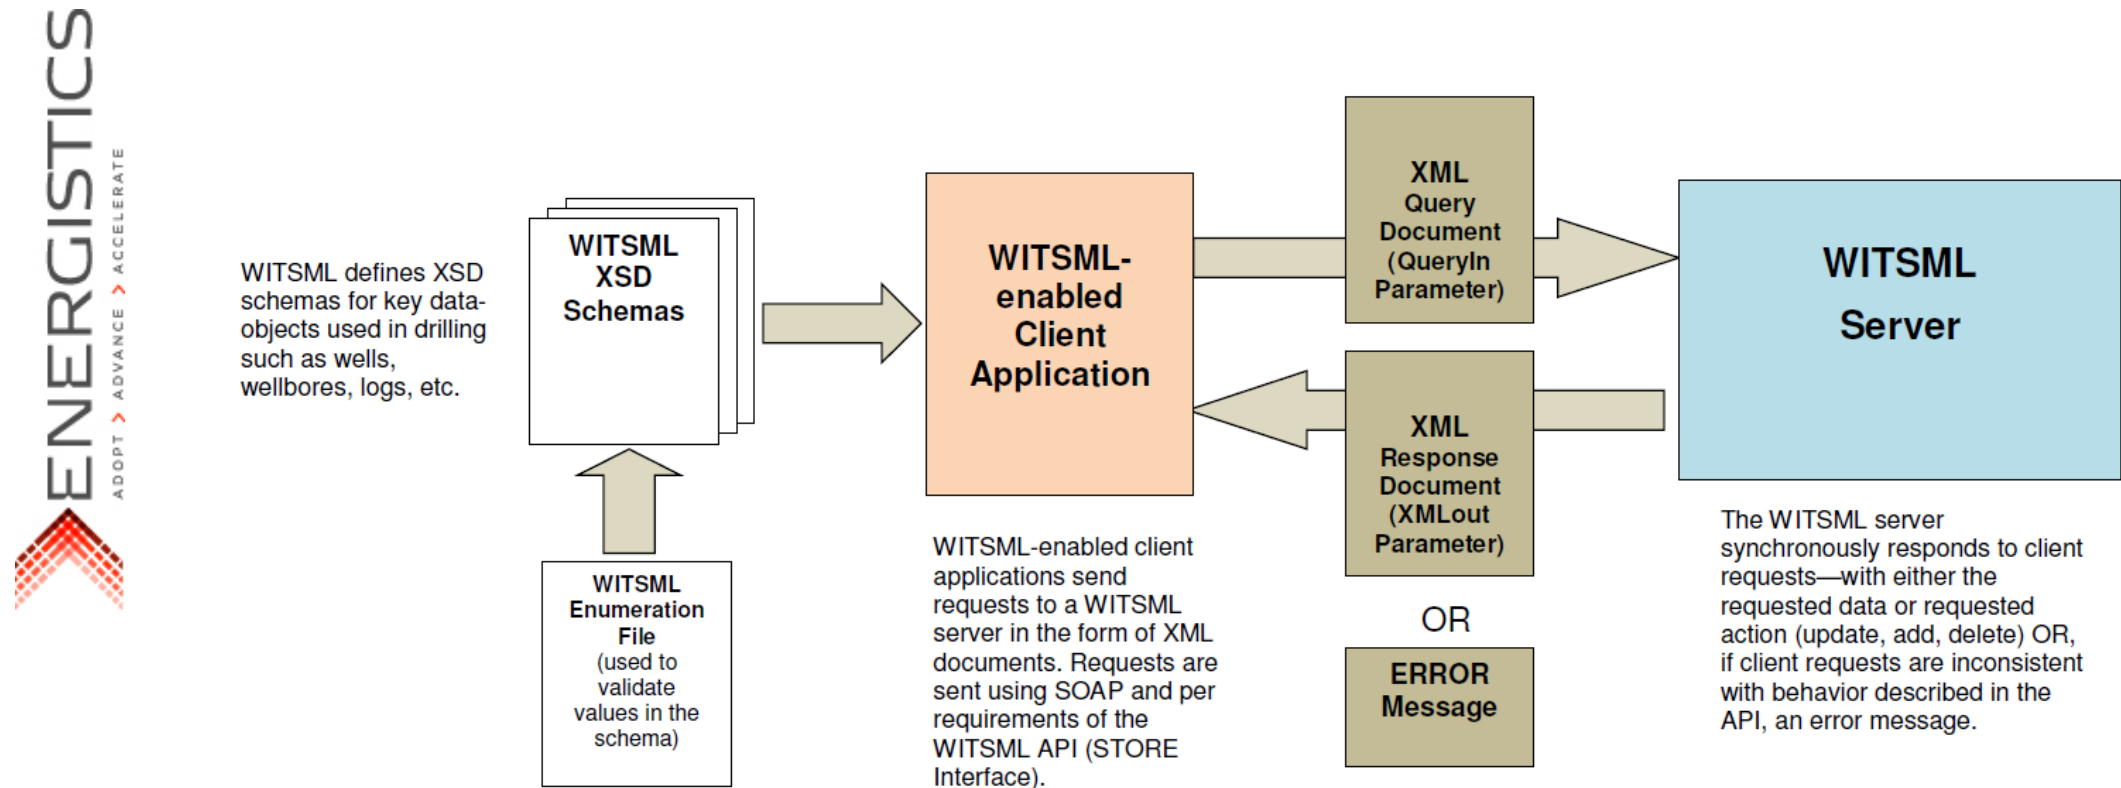 ENERGISTICS
ADOPT > ADVANCE > ACCELERATE
WITSML defines XSD
schemas for key data-
objects used in drilling
such as wells,
wellbores, logs, etc.
WITSML
XSD
Schemas
WITSML
Enumeration
File
(used to
validate
values in the
schema)
WITSML-
enabled
Client
Application
WITSML-enabled client
applications send
requests to a WITSML
server in the form of XML
documents. Requests are
sent using SOAP and per
requirements of the
WITSML API (STORE
Interface).
XML
Query
Document
(QueryIn
Parameter)
XML
Response
Document
(XMLout
Parameter)
OR
ERROR
Message
WITSML
Server
The WITSML server
synchronously responds to client
requests—with either the
requested data or requested
action (update, add, delete) OR,
if client requests are inconsistent
with behavior described in the
API, an error message.